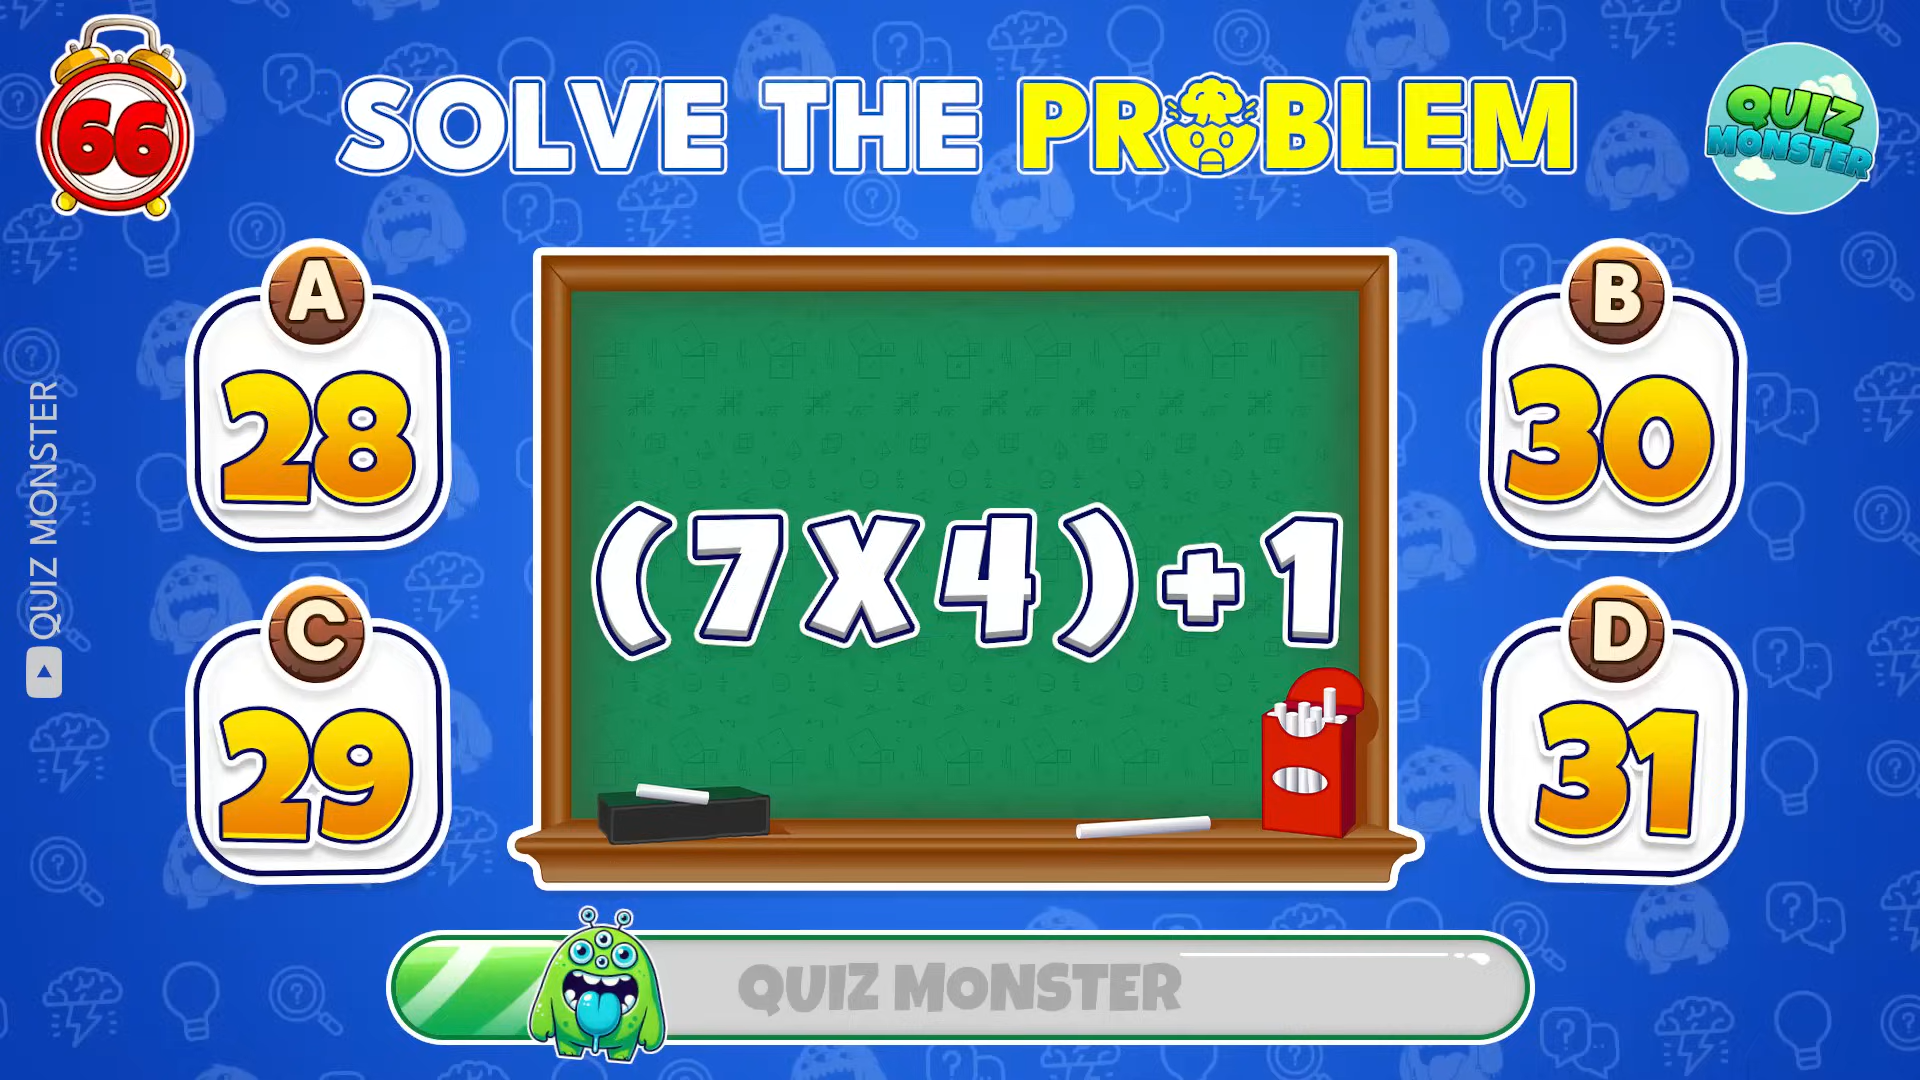 66
SOLVE THE PROBLEM
QUIZ
MONSTER
A
28
B
30
(7X4)+1
C
29
D
31
QUIZ MONSTER
QUIZ MONSTER